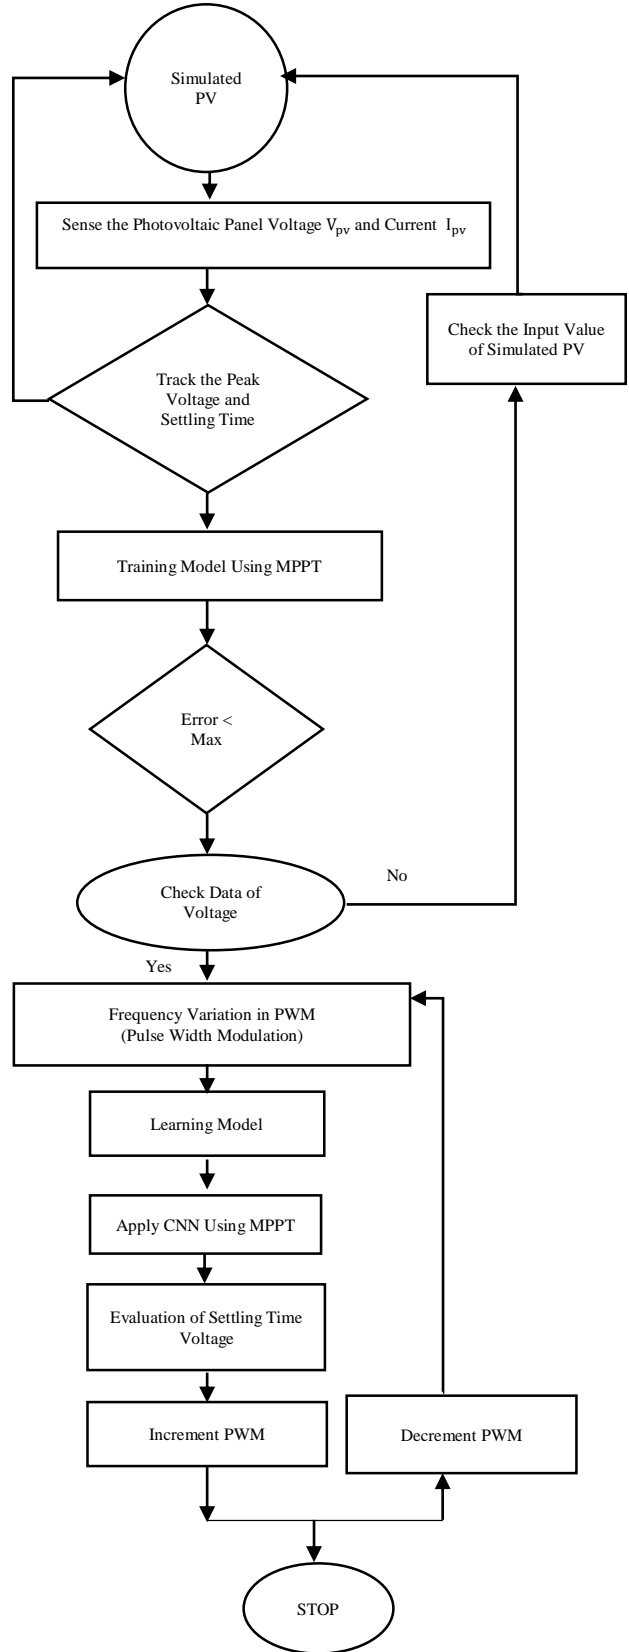 Simulated
PV
Sense the Photovoltaic Panel Voltage Vpv and Current Ipv
Check the Input Value
of Simulated PV
Track the Peak
Voltage and
Settling Time
Training Model Using MPPT
Error <
Max
Check Data of
Voltage
No
Yes
Frequency Variation in PWM
(Pulse Width Modulation)
Learning Model
Apply CNN Using MPPT
Evaluation of Settling Time
Voltage
Increment PWM
Decrement PWM
STOP